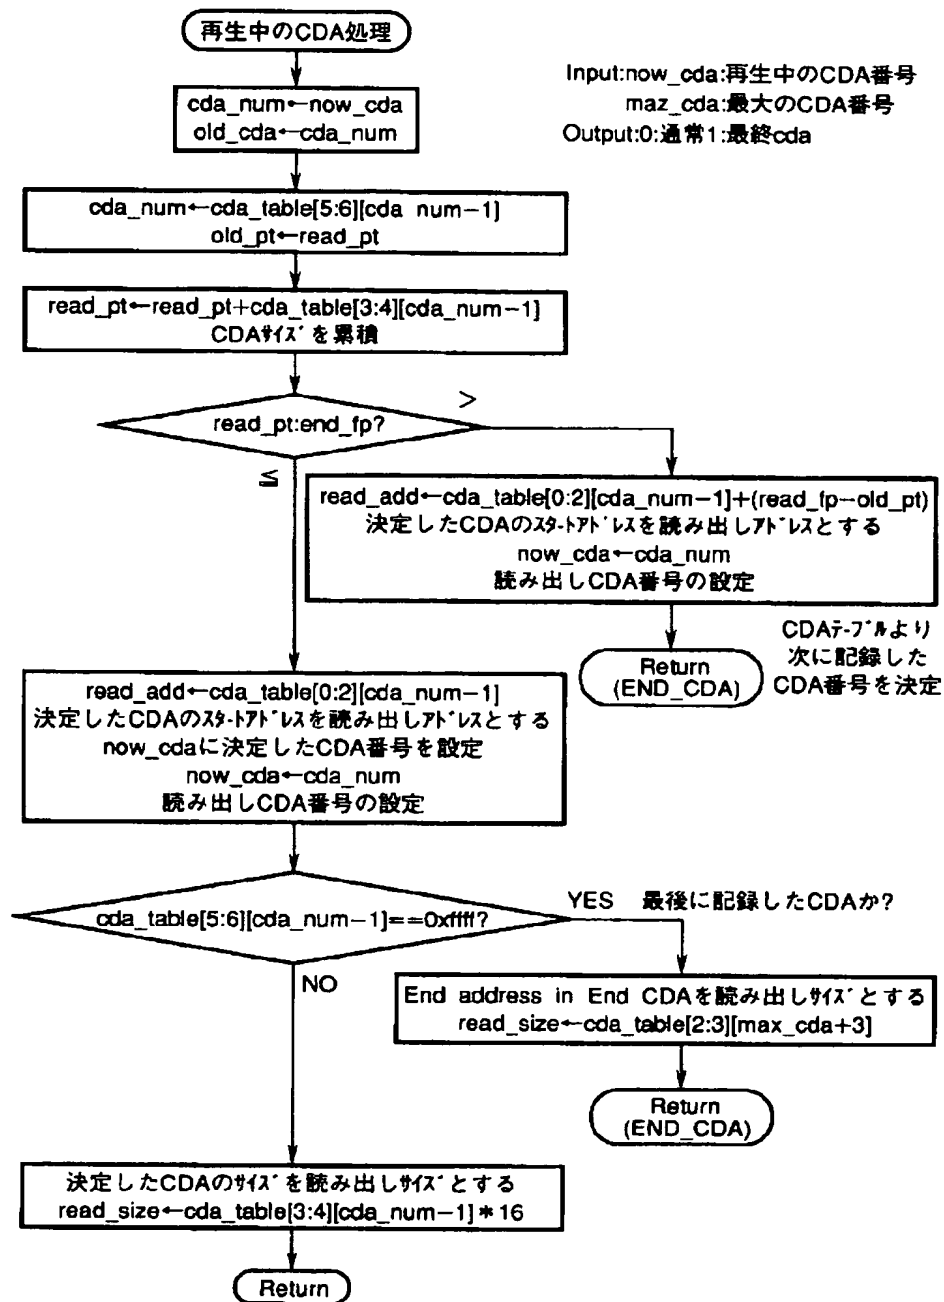 再生中のCDA処理
Input:now_cda:再生中のCDA番号
maz_cda:最大のCDA番号
Output:0:通常1:最終cda
cda_num←now_cda
old_cda←cda_num
cda_num←cda_table[5:6][cda num−1]
old_pt←read_pt
read_pt←read_pt+cda_table[3:4][cda_num−1]
CDAｻｲｽﾞを累積
read_pt:end_fp?
>
≦
read_add←cda_table[0:2][cda_num−1]+(read_fp−old_pt)
決定したCDAのｽﾀｰﾄｱﾄﾞﾚｽを読み出しｱﾄﾞﾚｽとする
now_cda←cda_num
読み出しCDA番号の設定
Return
(END_CDA)
CDAﾃｰﾌﾞﾙより
次に記録した
CDA番号を決定
read_add←cda_table[0:2][cda_num−1]
決定したCDAのｽﾀｰﾄｱﾄﾞﾚｽを読み出しｱﾄﾞﾚｽとする
now_cdaに決定したCDA番号を設定
now_cda←cda_num
読み出しCDA番号の設定
cda_table[5:6][cda_num−1]==0xffff?
YES 最後に記録したCDAか?
NO
End address in End CDAを読み出しｻｲｽﾞとする
read_size←cda_table[2:3][max_cda+3]
Return
(END_CDA)
決定したCDAのｻｲｽﾞを読み出しｻｲｽﾞとする
read_size←cda_table[3:4][cda_num−1]＊16
Return